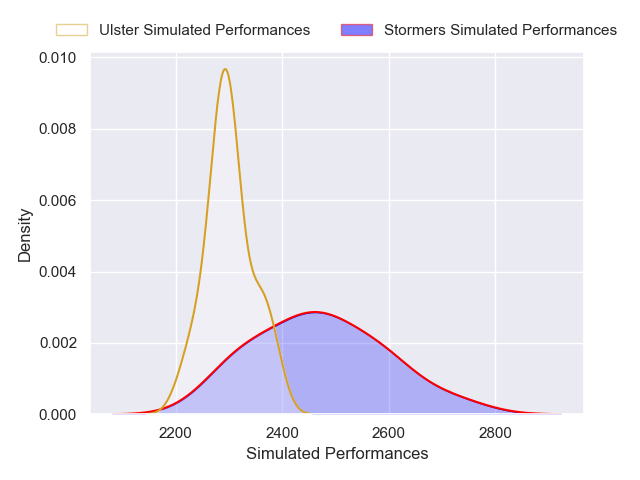 Ulster Simulated Performances
Stormers Simulated Performances
0.010
0.008
0.006
0.004
0.002
0.000
Density
2200
2400
2600
2800
Simulated Performances